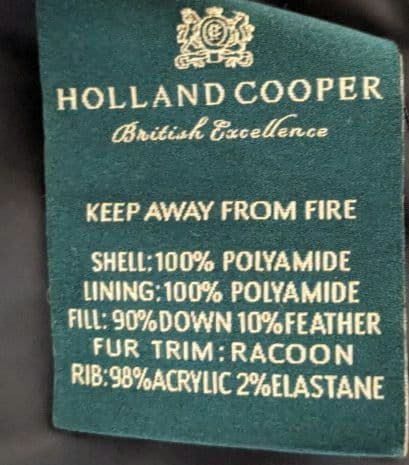 HOLLAND COOPER
British Excellence
KEEP AWAY FROM FIRE
SHELL:100% POLYAMIDE
LINING:100% POLYAMIDE
FILL: 90%DOWN 10%FEATHER
FUR TRIM:RACOON
RIB:98%ACRYLIC 2%ELASTANE